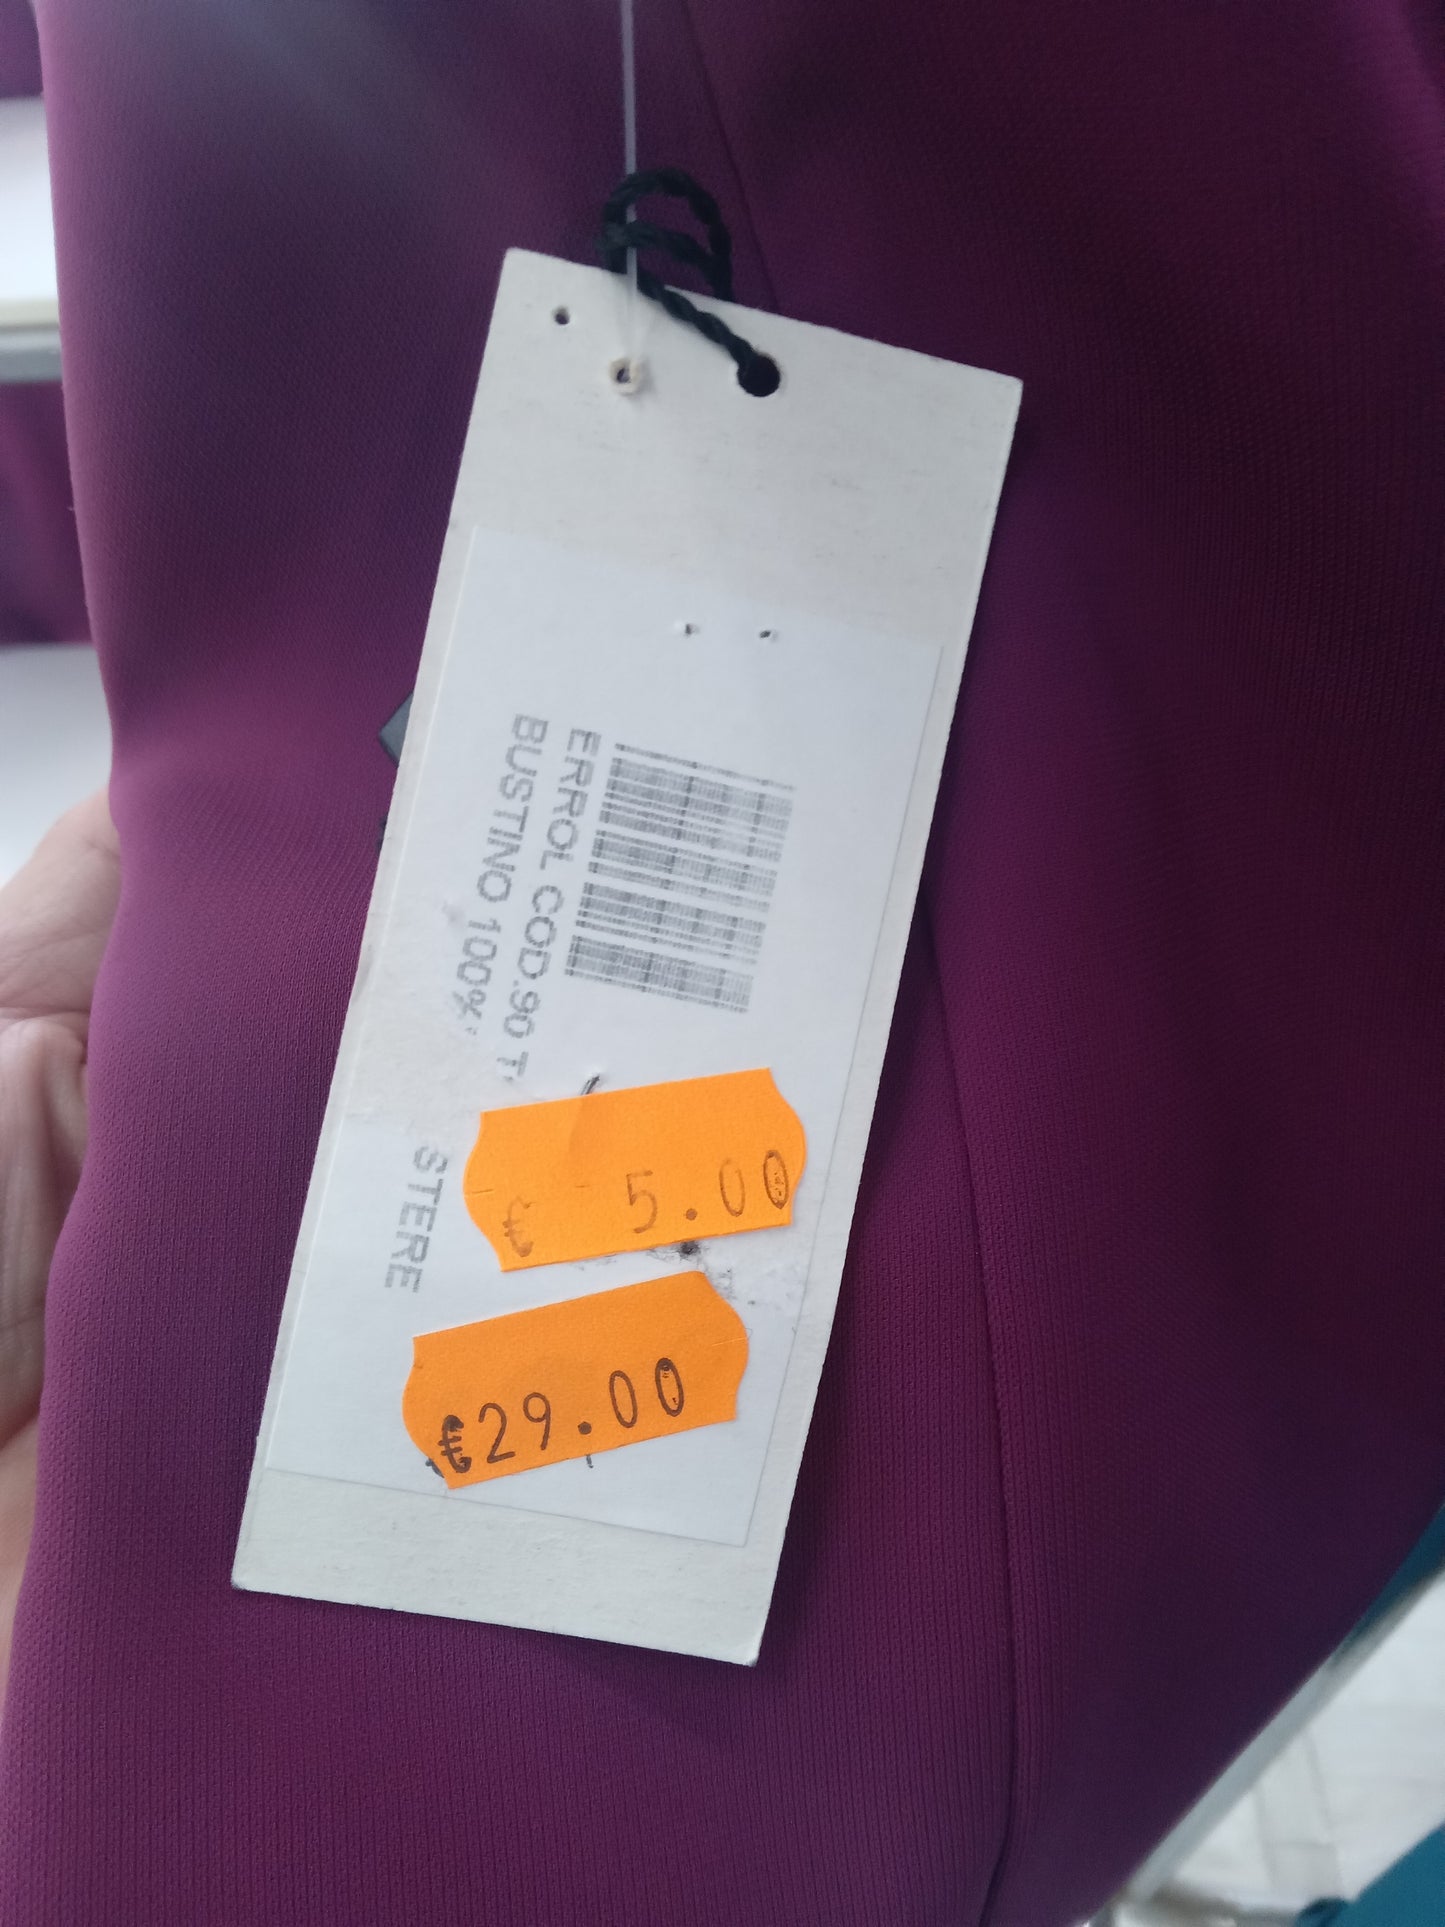 ERROL COD.90 T
BUSTINO 100%
STERE
€ 5.00
€29.00